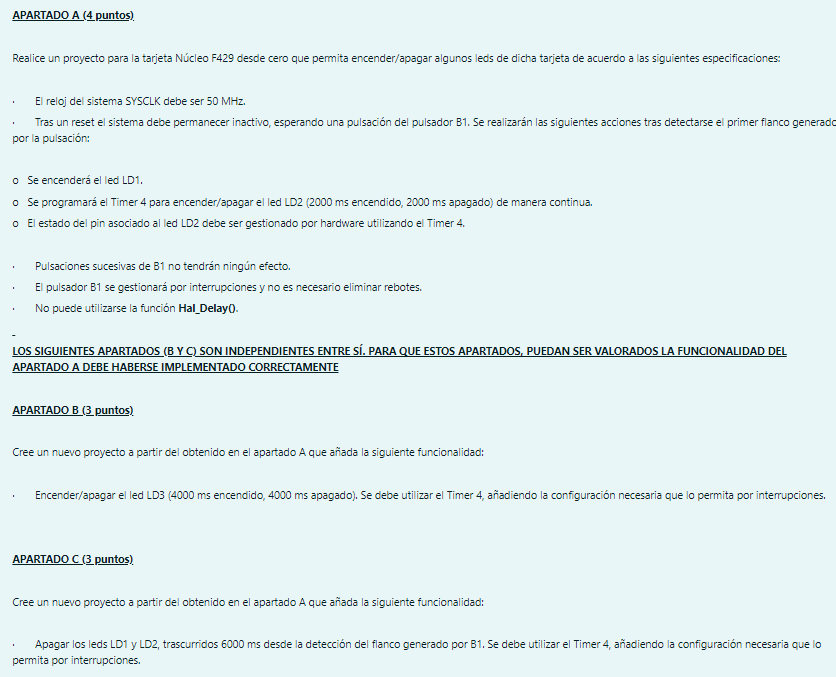 APARTADO A (4 puntos)
Realice un proyecto para la tarjeta Núcleo F429 desde cero que permita encender/apagar algunos leds de dicha tarjeta de acuerdo a las siguientes especificaciones:
· El reloj del sistema SYSCLK debe ser 50 MHz.
· Tras un reset el sistema debe permanecer inactivo, esperando una pulsación del pulsador B1. Se realizarán las siguientes acciones tras detectarse el primer flanco generado
por la pulsación:
o Se encenderá el led LD1.
o Se programará el Timer 4 para encender/apagar el led LD2 (2000 ms encendido, 2000 ms apagado) de manera continua.
o El estado del pin asociado al led LD2 debe ser gestionado por hardware utilizando el Timer 4.
· Pulsaciones sucesivas de B1 no tendrán ningún efecto.
· El pulsador B1 se gestionará por interrupciones y no es necesario eliminar rebotes.
· No puede utilizarse la función Hal_Delay().
LOS SIGUIENTES APARTADOS (B Y C) SON INDEPENDIENTES ENTRE SÍ. PARA QUE ESTOS APARTADOS, PUEDAN SER VALORADOS LA FUNCIONALIDAD DEL
APARTADO A DEBE HABERSE IMPLEMENTADO CORRECTAMENTE
APARTADO B (3 puntos)
Cree un nuevo proyecto a partir del obtenido en el apartado A que añada la siguiente funcionalidad:
· Encender/apagar el led LD3 (4000 ms encendido, 4000 ms apagado). Se debe utilizar el Timer 4, añadiendo la configuración necesaria que lo permita por interrupciones.
APARTADO C (3 puntos)
Cree un nuevo proyecto a partir del obtenido en el apartado A que añada la siguiente funcionalidad:
· Apagar los leds LD1 y LD2, trascurridos 6000 ms desde la detección del flanco generado por B1. Se debe utilizar el Timer 4, añadiendo la configuración necesaria que lo
permita por interrupciones.